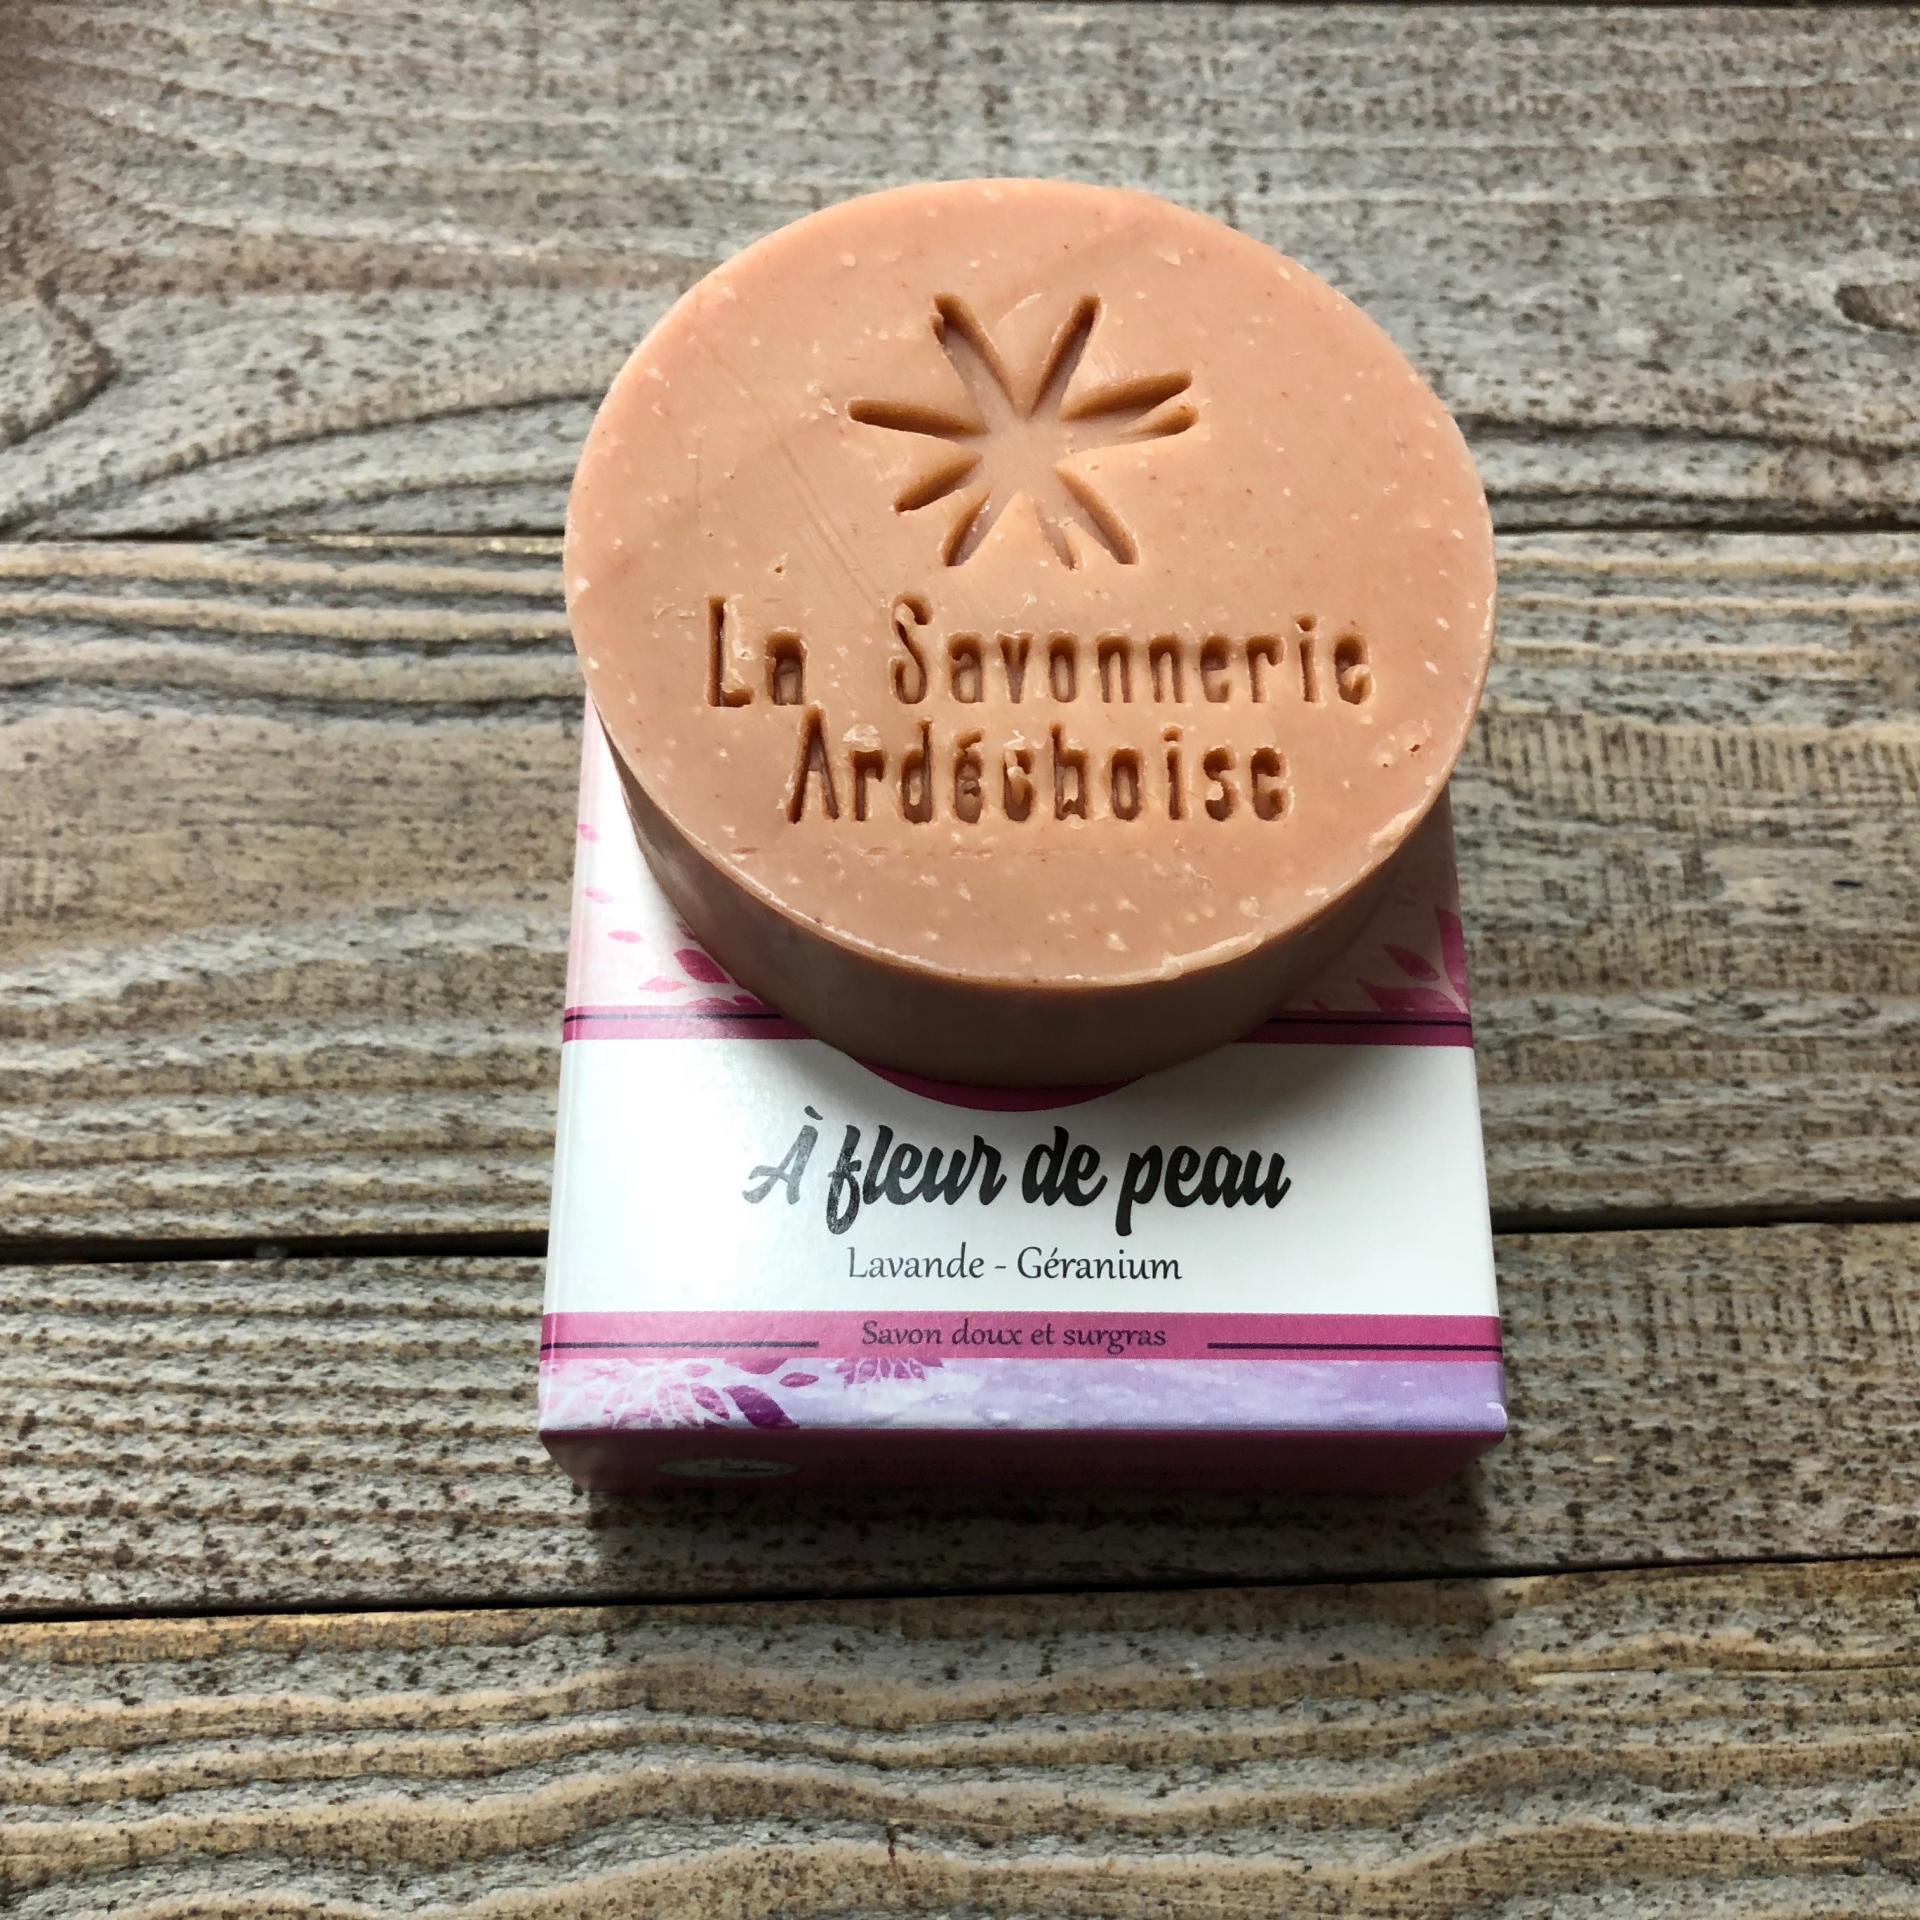 La Savonnerie
Ardéchoise
À fleur de peau
Lavande - Géranium
Savon doux et surgras